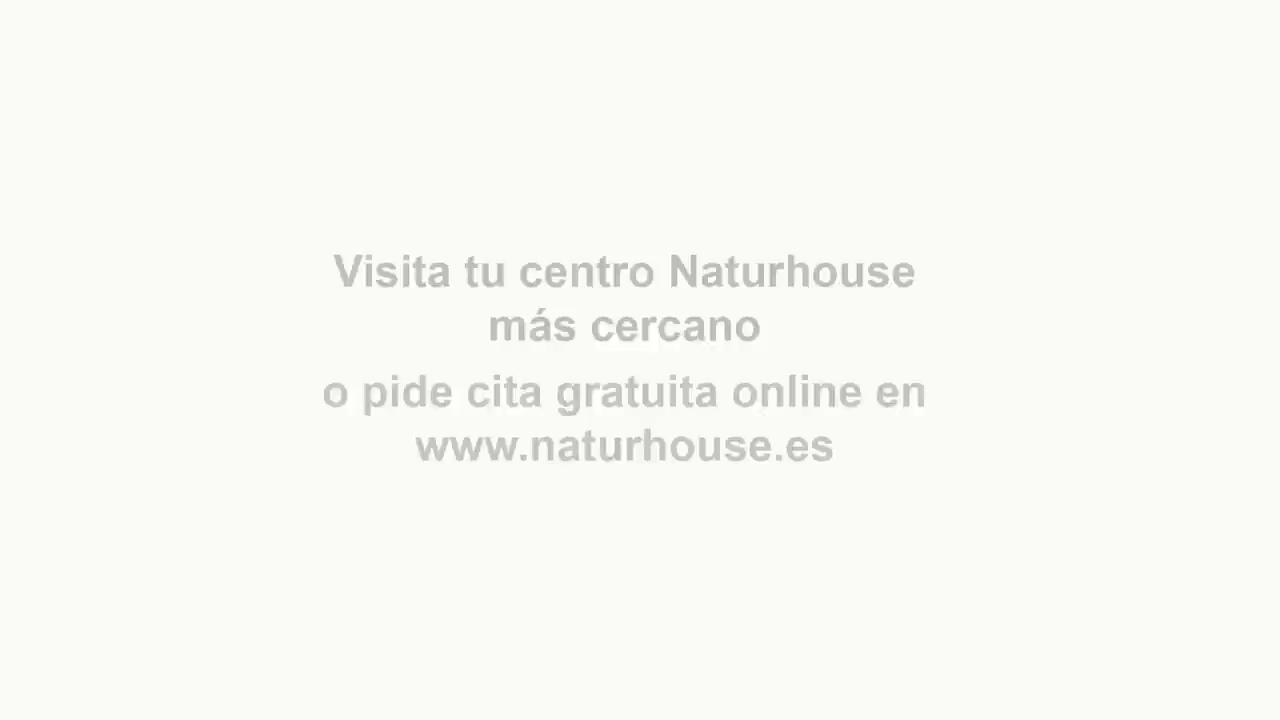 Visita tu centro Naturhouse
más cercano
o pide cita gratuita online en
www.naturhouse.es